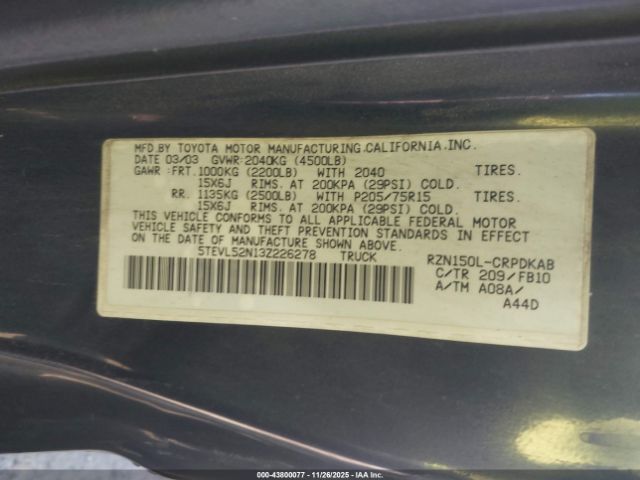 MFD.BY TOYOTA MOTOR MANUFACTURING,CALIFORNIA,INC.
DATE 03/03 GVWR:2040KG (4500LB)
GAWR :FRT.1000KG (2200LB) WITH 2040 TIRES.
15X6J RIMS. AT 200KPA (29PSI) COLD.
RR. 1135KG (2500LB) WITH P205/75R15 TIRES.
15X6J RIMS. AT 200KPA (29PSI) COLD.
THIS VEHICLE CONFORMS TO ALL APPLICABLE FEDERAL MOTOR
VEHICLE SAFETY AND THEFT PREVENTION STANDARDS IN EFFECT
ON THE DATE OF MANUFACTURE SHOWN ABOVE.
5TEVL52N13Z226278 TRUCK
RZN150L-CRPDKAB
C/TR 209/FB10
A/TM A08A/
A44D
000-43800077 - 11/26/2025 - IAAI.COM